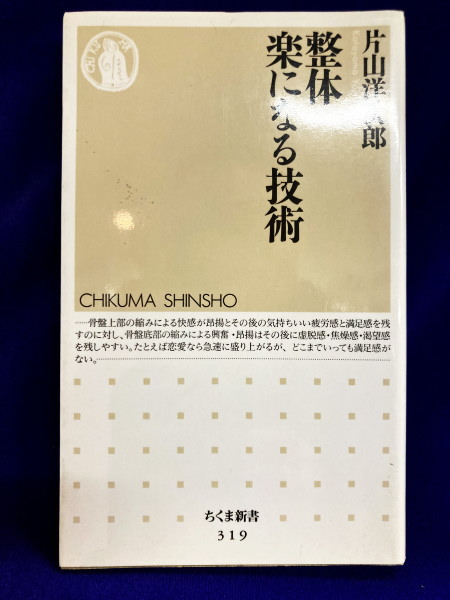 整体
楽になる技術
片山洋 郎
CHIKUMA SHINSHO
……骨盤上部の縮みによる快感が昂揚とその後の気持ちいい疲労感と満足感を残
すのに対し、骨盤底部の縮みによる興奮・昂揚はその後に虚脱感・焦燥感・渇望感
を残しやすい。たとえば恋愛なら急速に盛り上がるが、どこまでいっても満足感が
ない。
ちくま新書
319